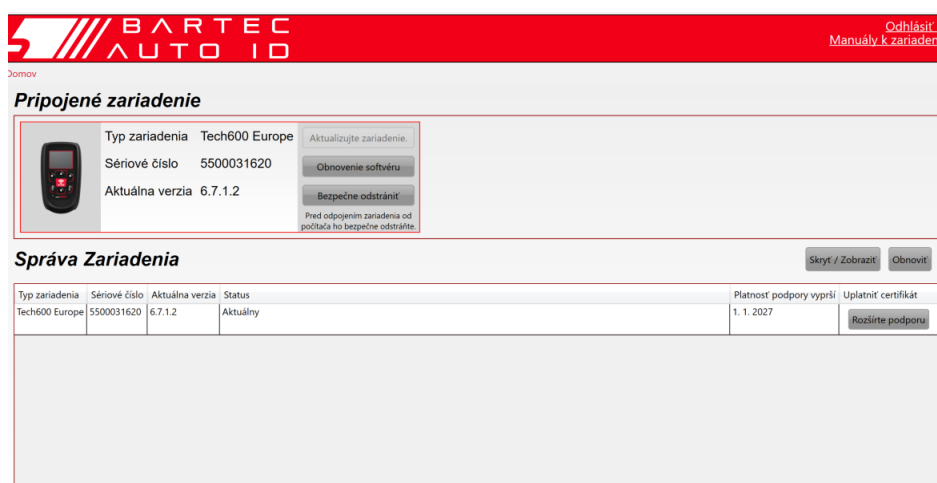 BARTEC
AUTO ID
Odhlásiť
Manuály k zariaden
Domov
Pripojené zariadenie
Typ zariadenia Tech600 Europe
Aktualizujte zariadenie.
Sériové číslo 5500031620
Obnovenie softvéru
Aktuálna verzia 6.7.1.2
Bezpečne odstrániť
Pred odpojením zariadenia od
počítača ho bezpečne odstráňte.
Správa Zariadenia
Skryť / Zobraziť Obnoviť
Typ zariadenia Sériové číslo Aktuálna verzia Status Platnosť podpory vyprší Uplatniť certifikát
Tech600 Europe 5500031620 6.7.1.2 Aktuálny 1. 1. 2027 Rozšírte podporu